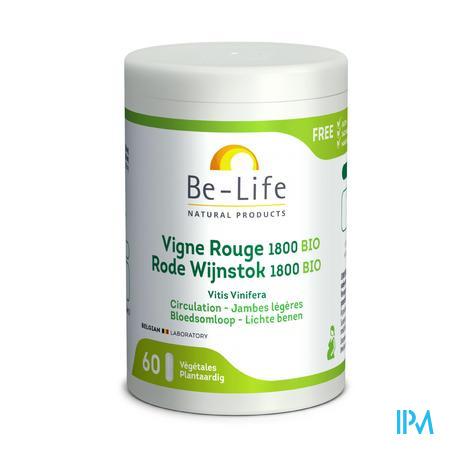 FREE
Be-Life
NATURAL PRODUCTS
Vigne Rouge 1800 BIO
Rode Wijnstok 1800 BIO
Vitis Vinifera
Circulation - Jambes légères
Bloedsomloop - Lichte benen
BELGIAN LABORATORY
60 Végétales
Plantaardig
IPM